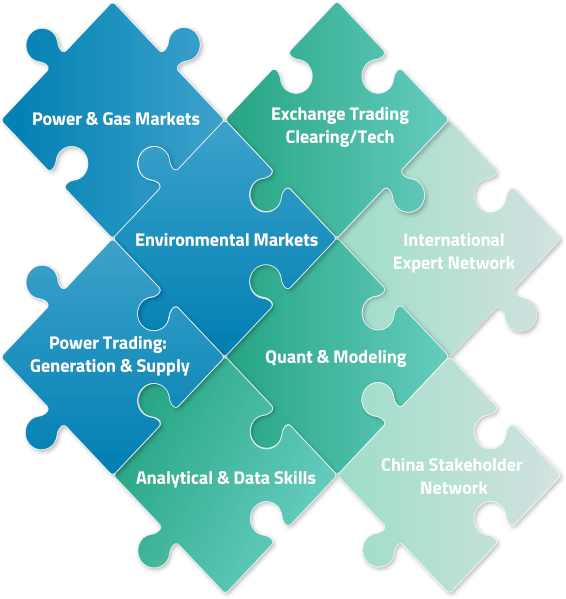 Power & Gas Markets
Exchange Trading
Clearing/Tech
Environmental Markets
International
Expert Network
Power Trading:
Generation & Supply
Quant & Modeling
Analytical & Data Skills
China Stakeholder
Network